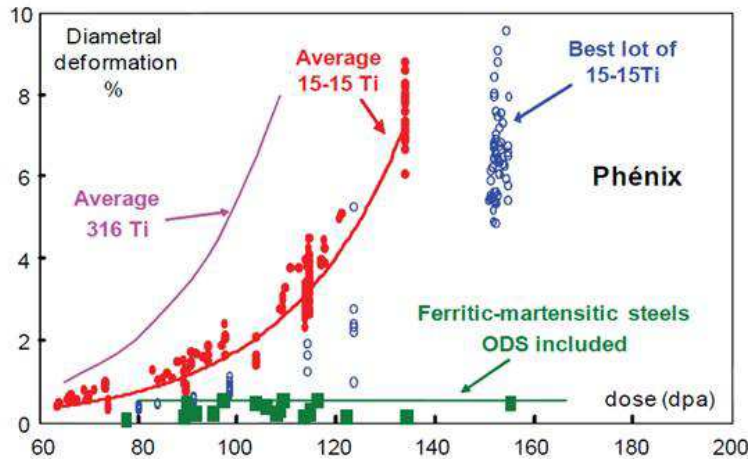 10
Diametral
deformation
%
Average
15-15 Ti
Best lot of
15-15Ti
8
Phénix
6
Average
316 Ti
4
Ferritic-martensitic steels
ODS included
2
dose (dpa)
0
60
80
100
120
140
160
180
200